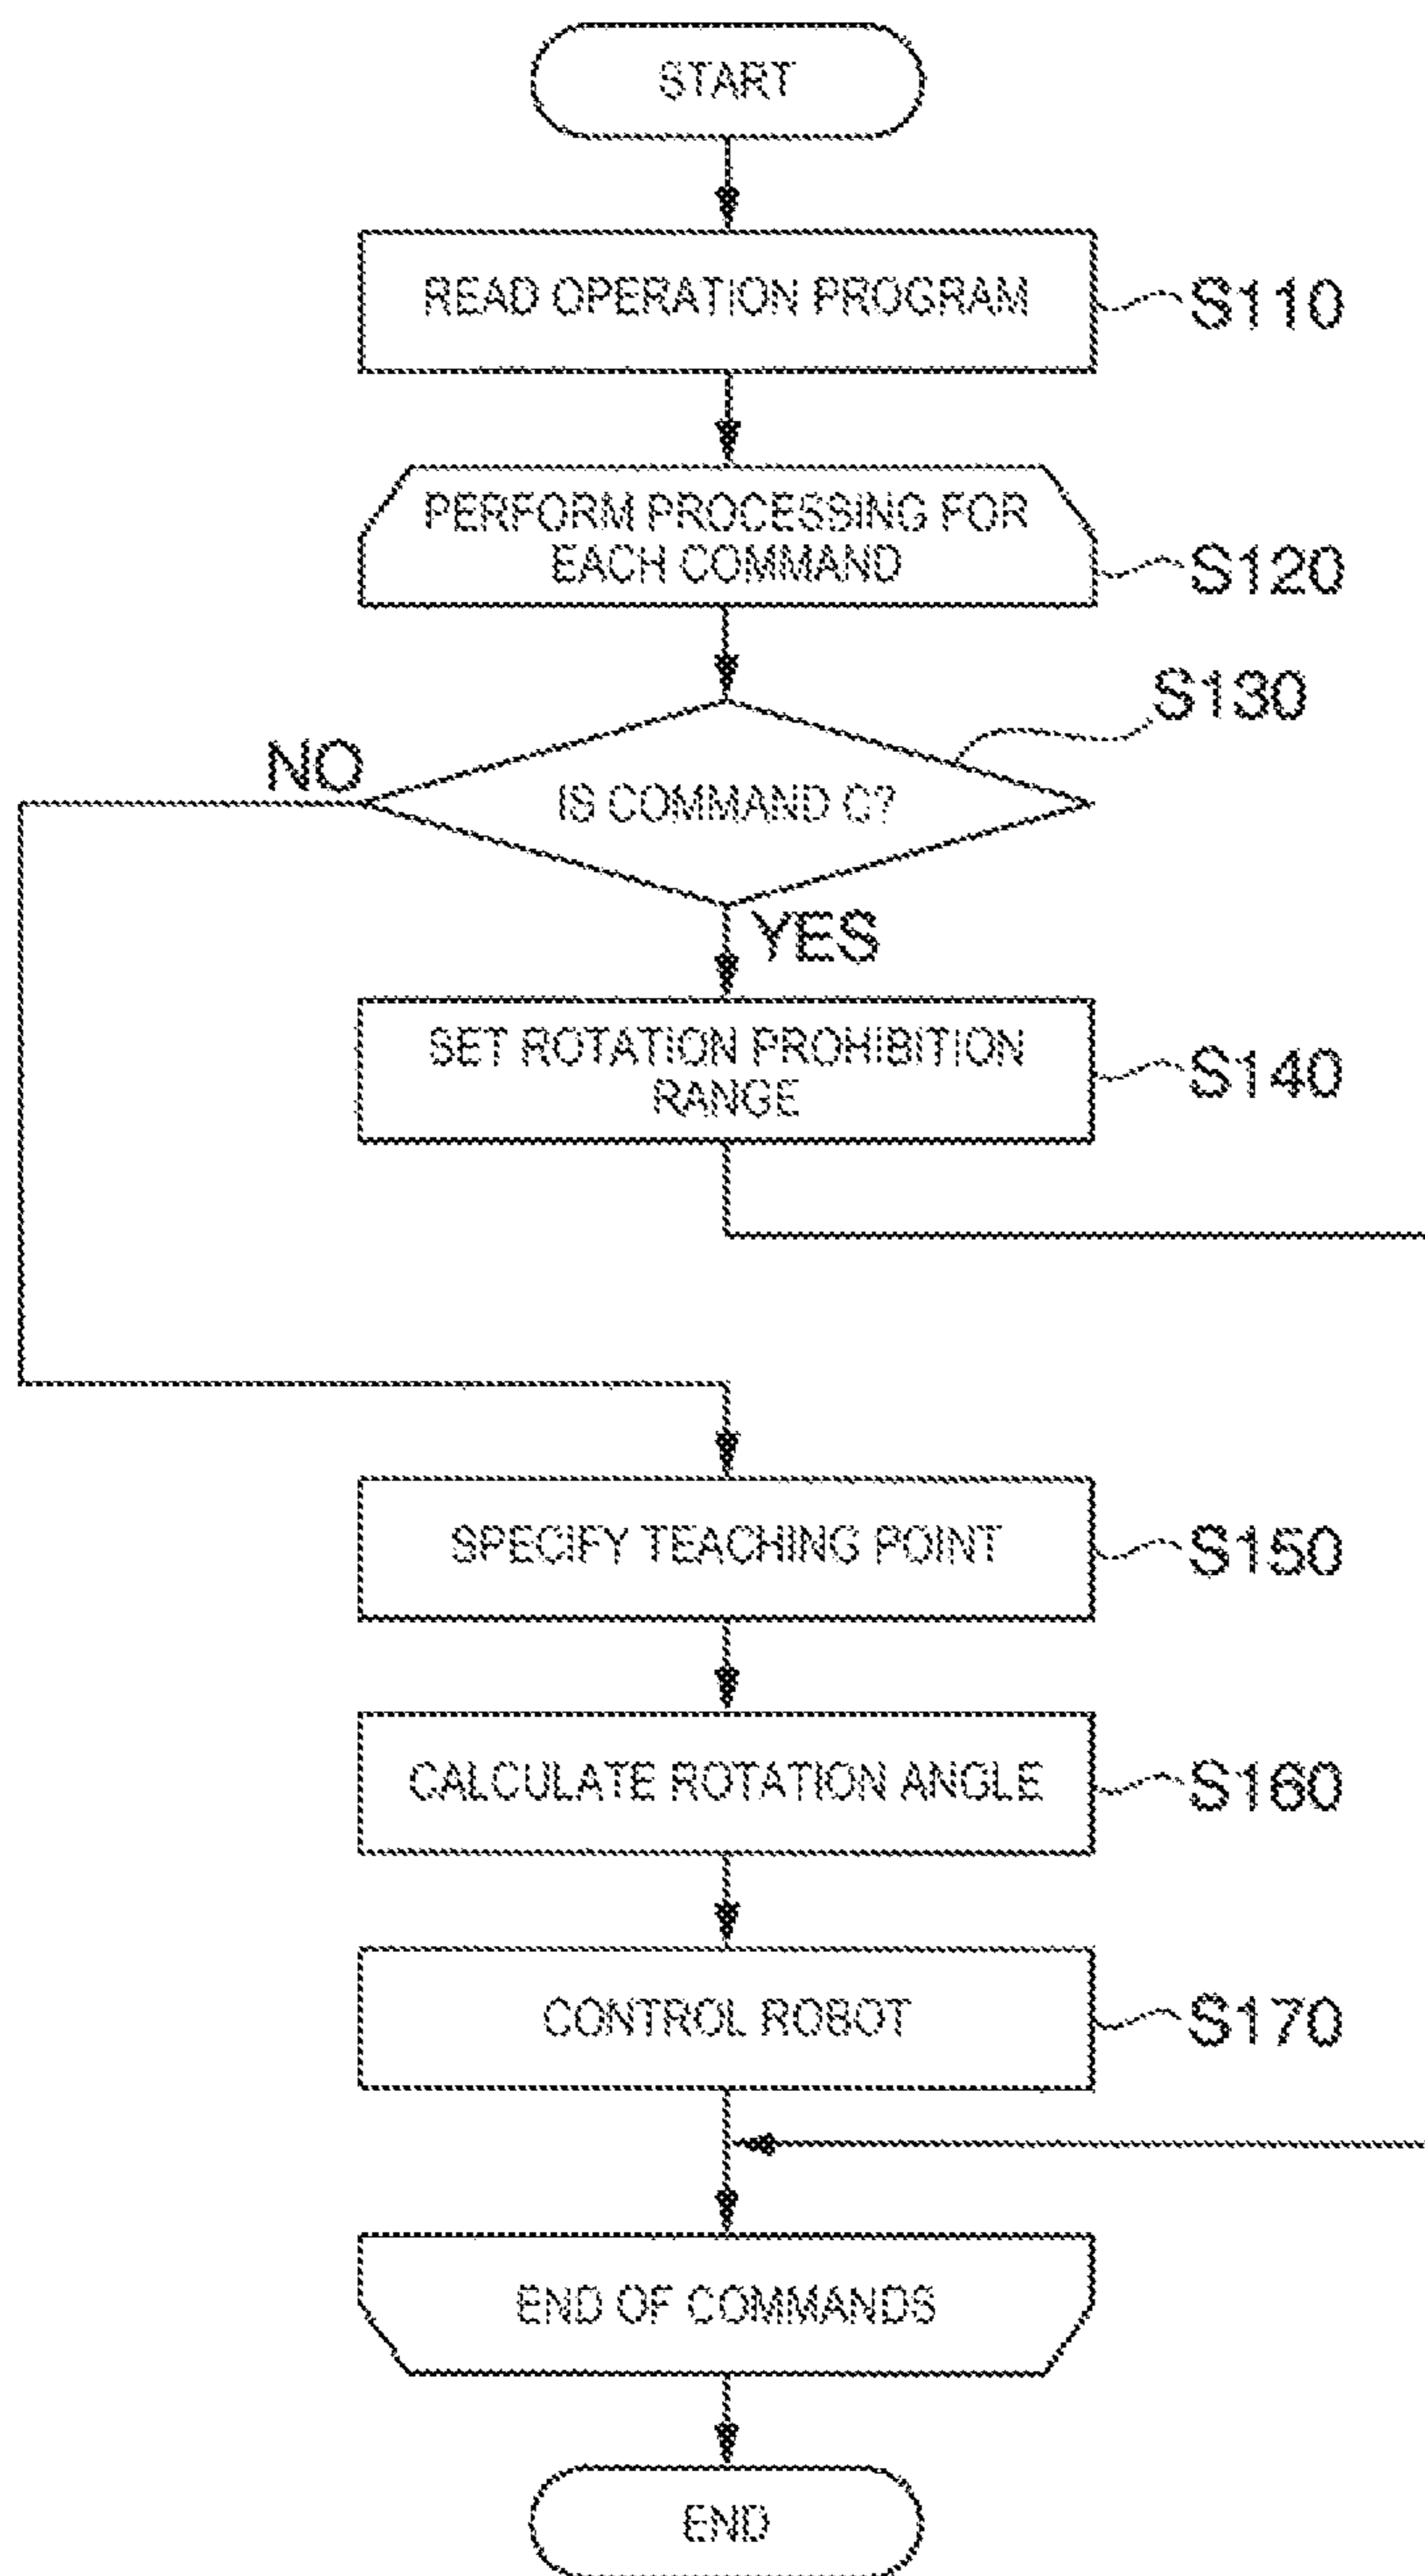 START
READ OPERATION PROGRAM
S110
PERFORM PROCESSING FOR
EACH COMMAND
S120
S130
NO
IS COMMAND C?
YES
SET ROTATION PROHIBITION
RANGE
S140
SPECIFY TEACHING POINT
S150
CALCULATE ROTATION ANGLE
S160
CONTROL ROBOT
S170
END OF COMMANDS
END